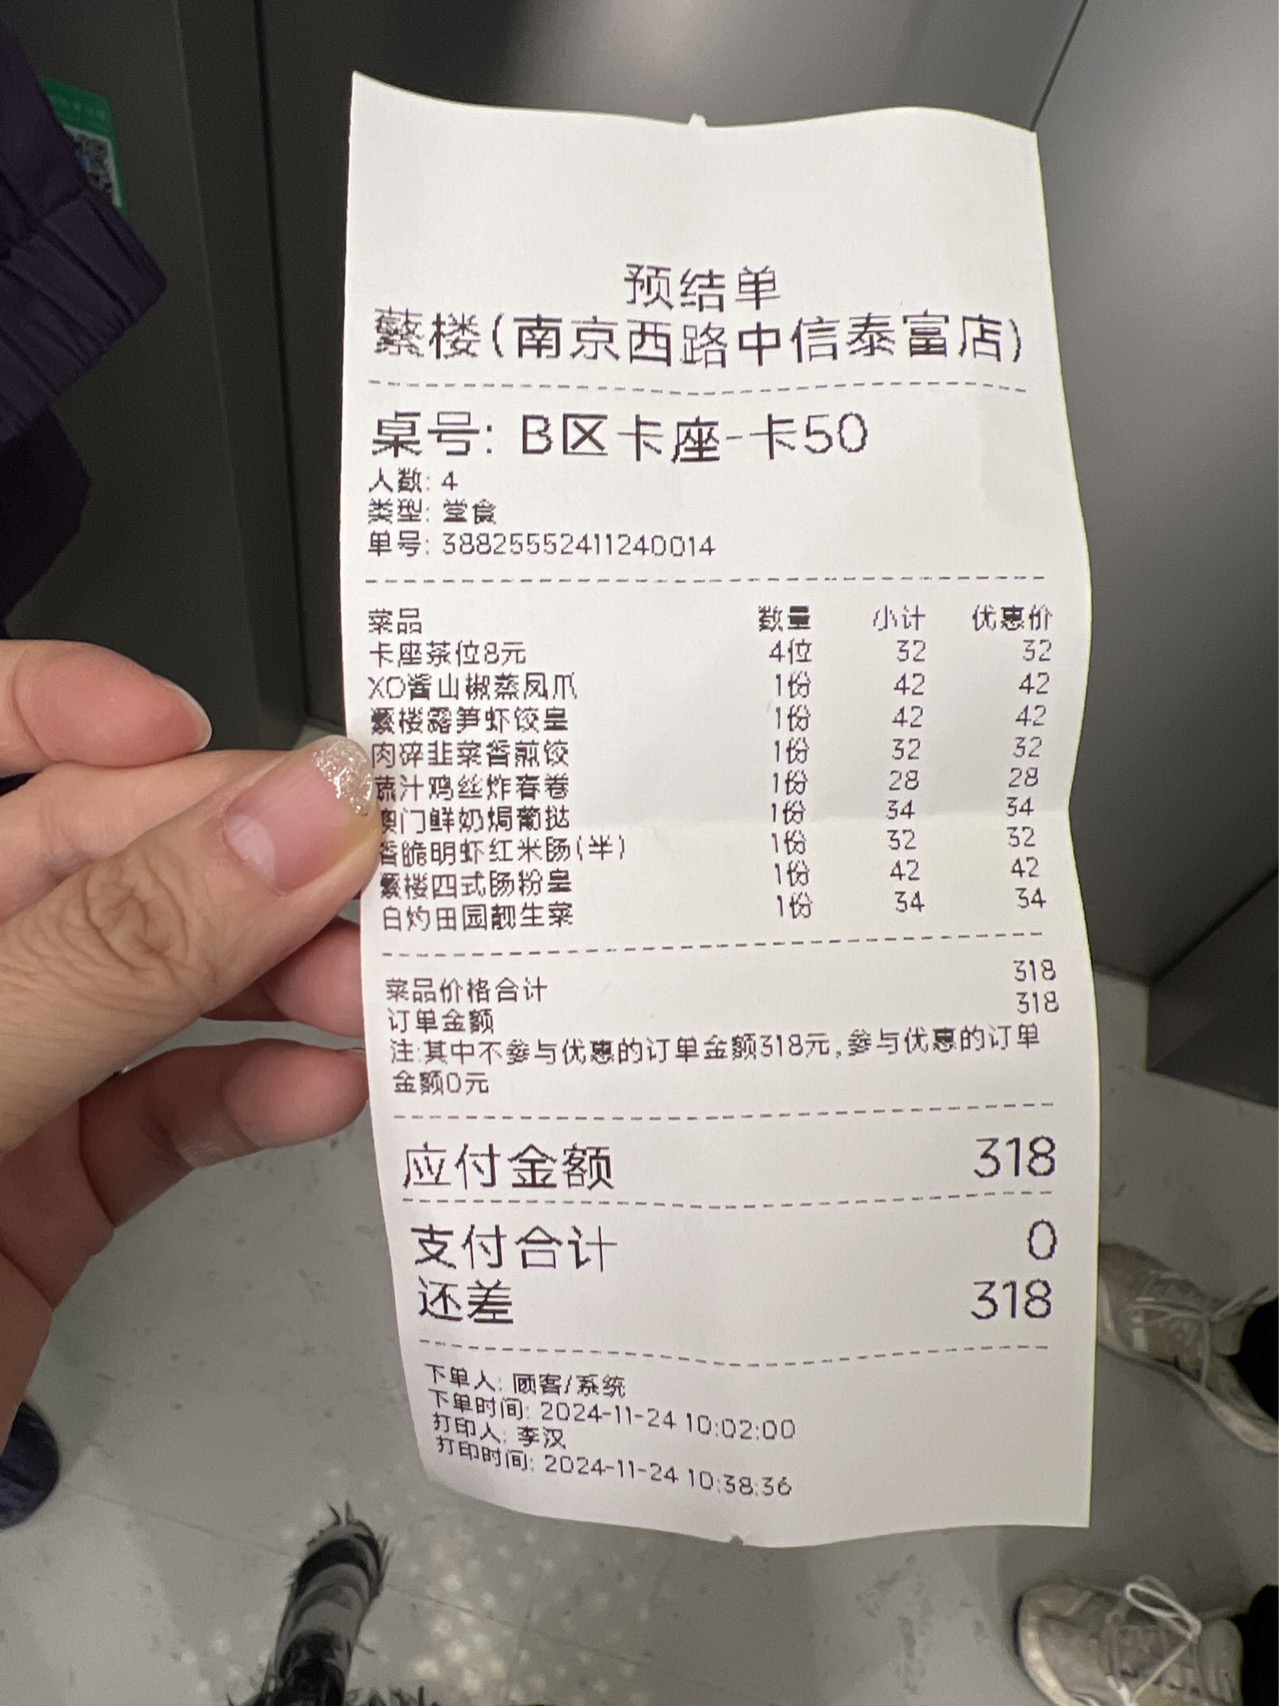 预结单
蘩楼(南京西路中信泰富店)
桌号: B区卡座-卡50
人数: 4
类型: 堂食
单号: 38825552411240014
菜品 数量 小计 优惠价
卡座茶位8元 4位 32 32
XO酱山椒蒸凤爪 1份 42 42
蘩楼露笋虾饺皇 1份 42 42
肉碎韭菜香煎饺 1份 32 32
蔬汁鸡丝炸春卷 1份 28 28
澳门鲜奶焗葡挞 1份 34 34
香脆明虾红米肠(半) 1份 32 32
蘩楼四式肠粉皇 1份 42 42
白灼田园靓生菜 1份 34 34
菜品价格合计 318
订单金额 318
注:其中不参与优惠的订单金额318元,参与优惠的订单
金额0元
应付金额 318
支付合计 0
还差 318
下单人: 顾客/系统
下单时间: 2024-11-24 10:02:00
打印人: 李汉
打印时间: 2024-11-24 10:38:36